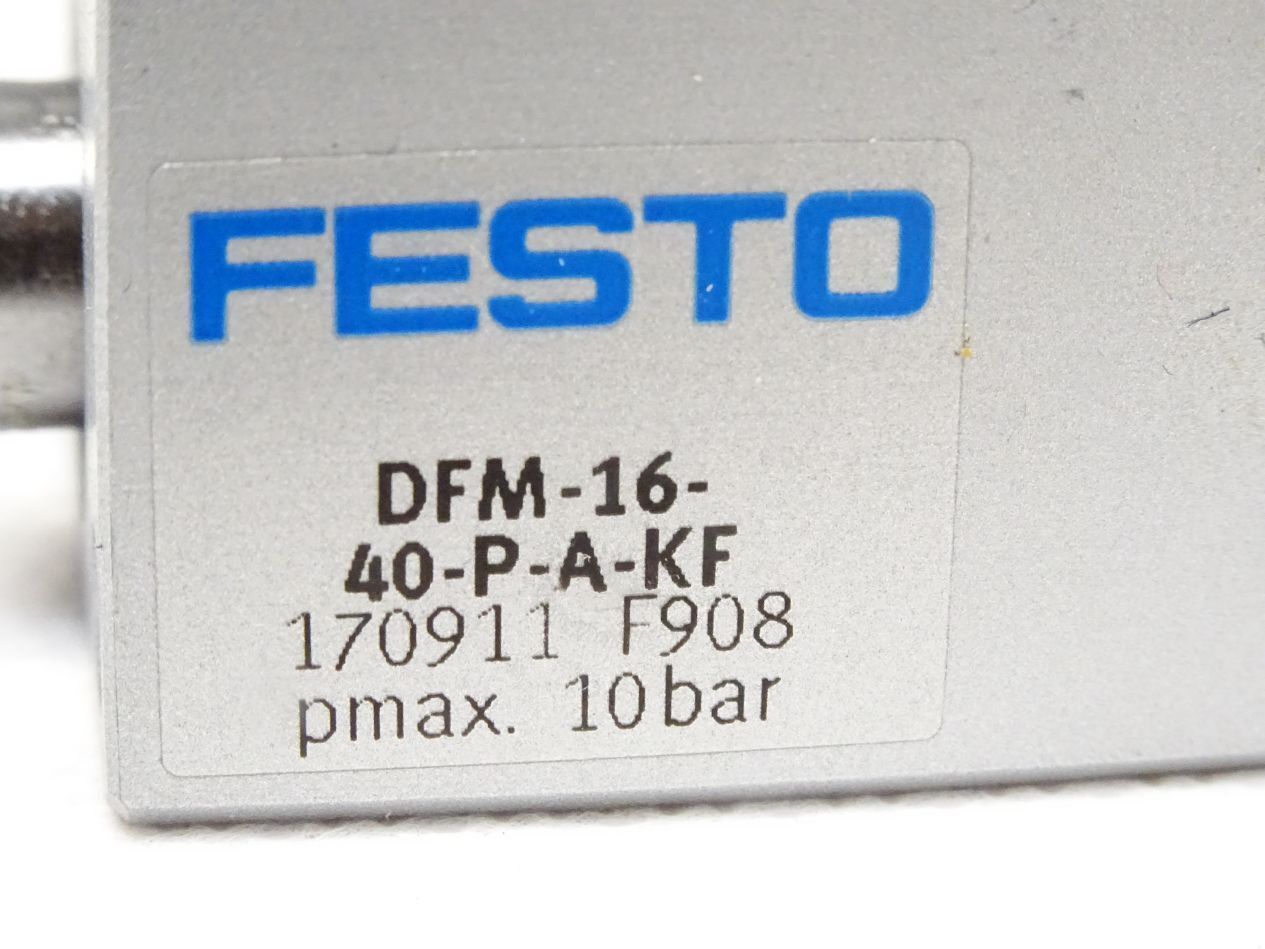 FESTO
DFM-16-
40-P-A-KF
170911 F908
pmax. 10bar